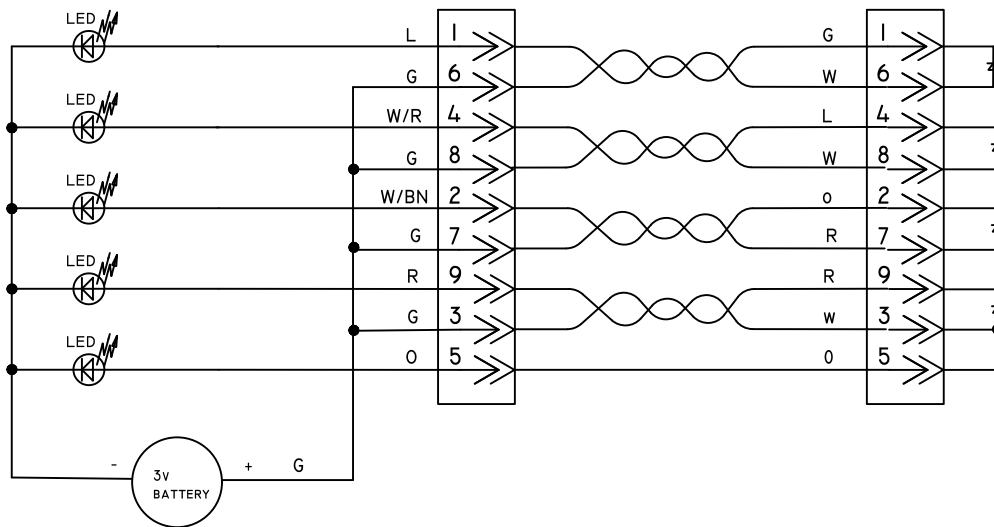 LED
L 1 G 1
G 6 W 6
LED
W/R 4 L 4
G 8 W 8
LED
W/BN 2 o 2
G 7 R 7
LED
R 9 R 9
G 3 w 3
LED
O 5 O 5
- + G
3V
BATTERY